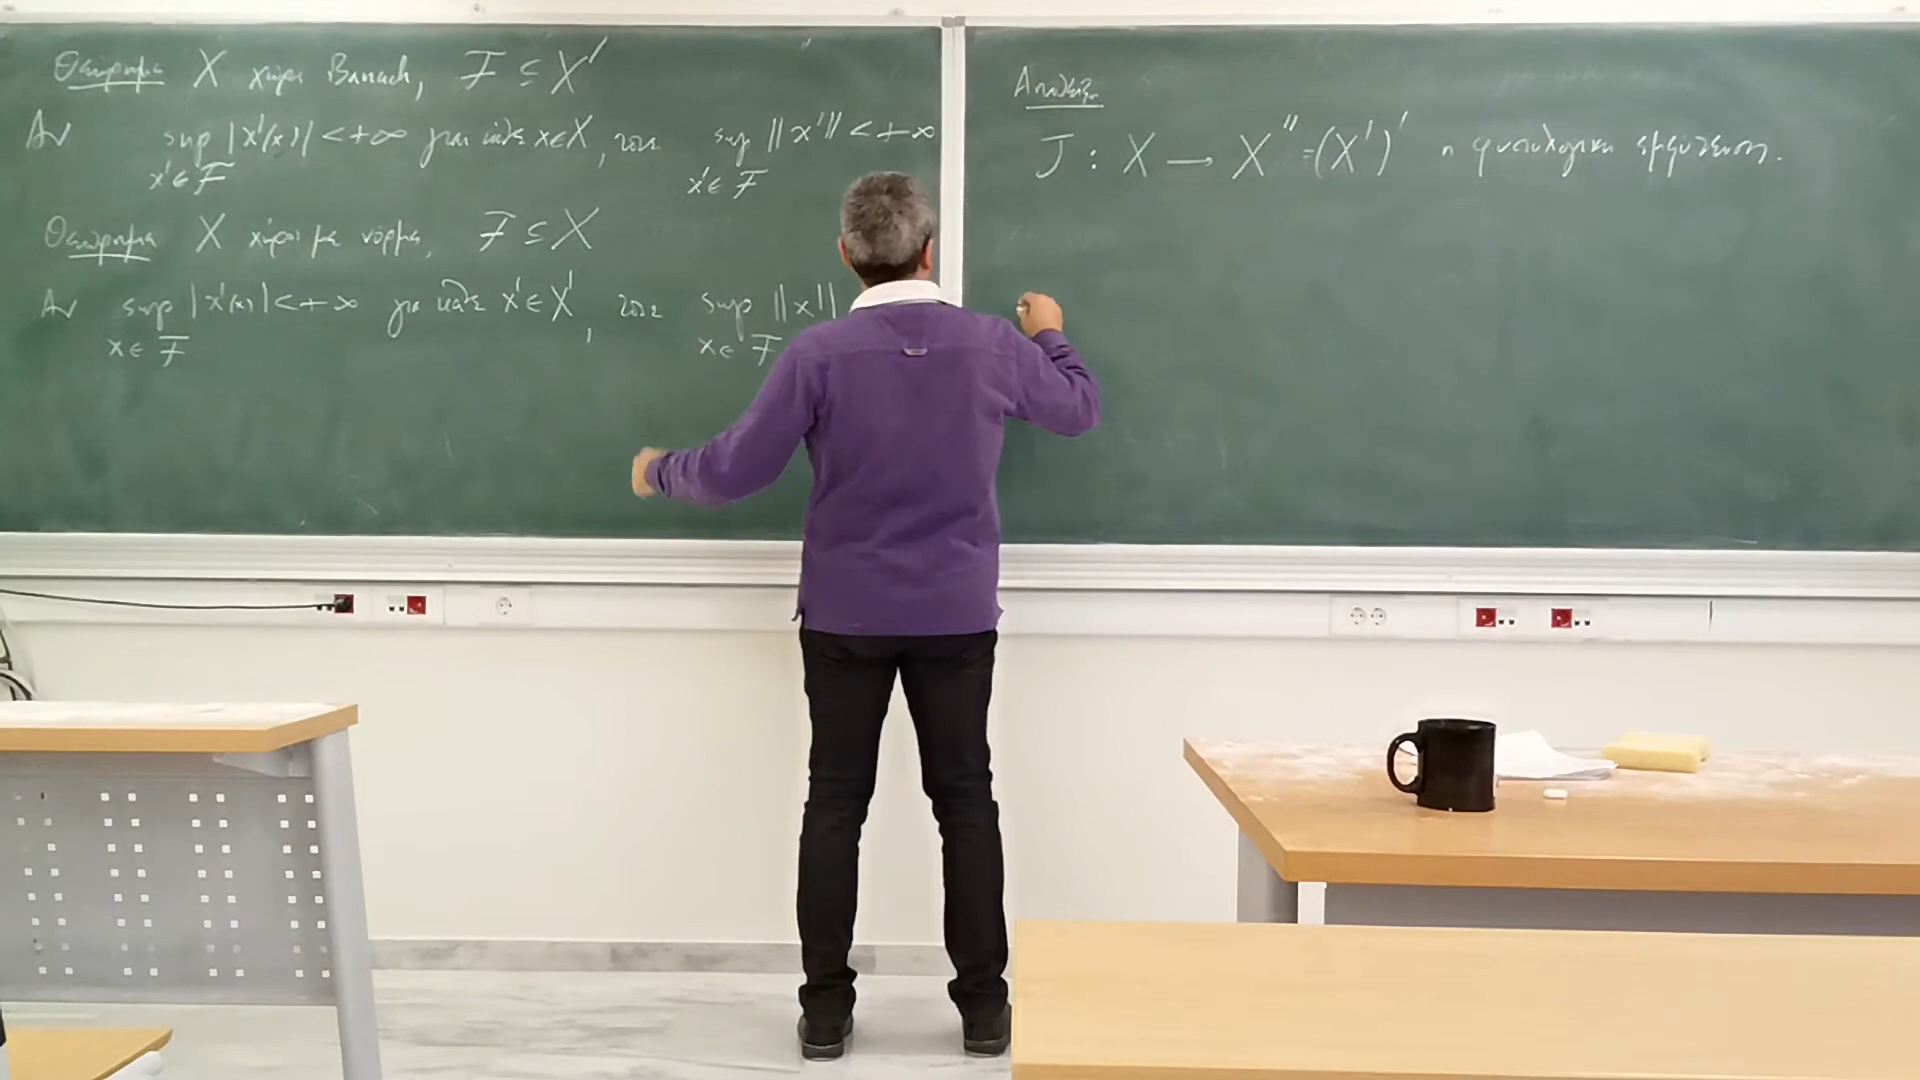 Θεώρημα X χώρος Banach, F ⊆ X'
Αν sup |x'(x)| < +∞ για κάθε x∈X, τότε sup ||x'|| < +∞
x'∈F x'∈F
Θεώρημα X χώρος με νόρμα, F ⊆ X
Αν sup |x'(x)| < +∞ για κάθε x'∈X', τότε sup ||x||
x∈F x∈F
Απόδειξη
J : X → X'' = (X')' η φυσιολογική εμφύτευση.